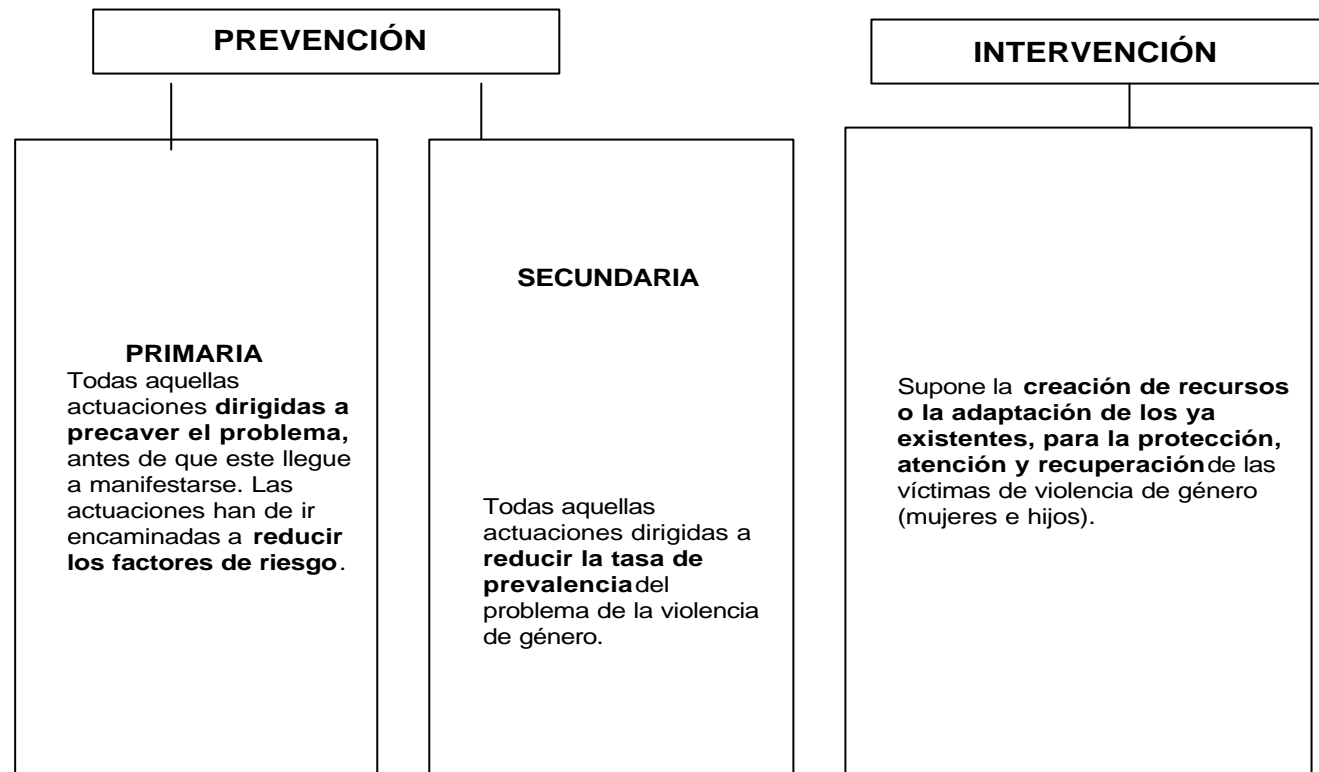 PREVENCIÓN
PRIMARIA
Todas aquellas
actuaciones dirigidas a
precaver el problema,
antes de que este llegue
a manifestarse. Las
actuaciones han de ir
encaminadas a reducir
los factores de riesgo.
SECUNDARIA
Todas aquellas
actuaciones dirigidas a
reducir la tasa de
prevalencia del
problema de la violencia
de género.
INTERVENCIÓN
Supone la creación de recursos
o la adaptación de los ya
existentes, para la protección,
atención y recuperación de las
víctimas de violencia de género
(mujeres e hijos).